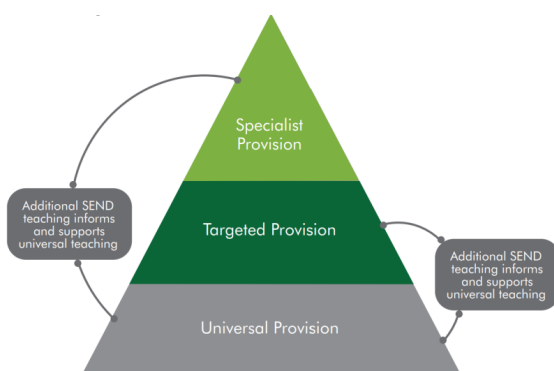 Specialist
Provision
Additional SEND
teaching informs
and supports
universal teaching
Targeted Provision
Additional SEND
teaching informs
and supports
universal teaching
Universal Provision